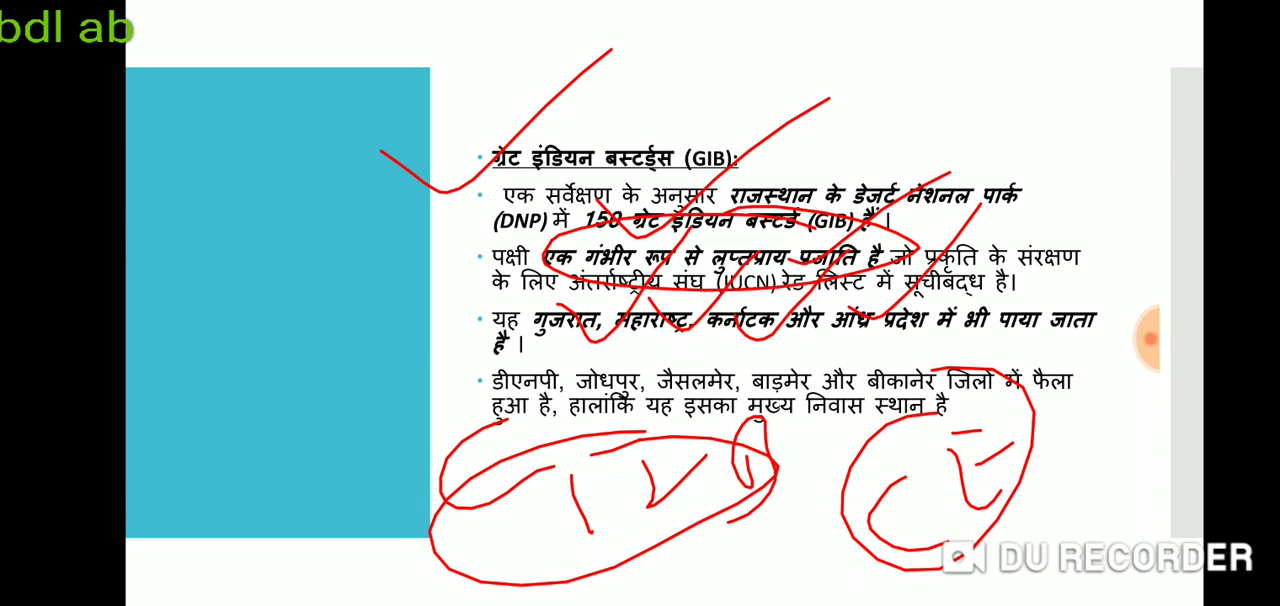 bdl ab
• ग्रेट इंडियन बस्टर्ड्स (GIB):
• एक सर्वेक्षण के अनुसार राजस्थान के डेजर्ट नेशनल पार्क
(DNP) में 150 ग्रेट इंडियन बस्टर्ड (GIB) हैं ।
• पक्षी एक गंभीर रूप से लुप्तप्राय प्रजाति है जो प्रकृति के संरक्षण
के लिए अंतर्राष्ट्रीय संघ (IUCN) रेड लिस्ट में सूचीबद्ध है।
• यह गुजरात, महाराष्ट्र, कर्नाटक और आंध्र प्रदेश में भी पाया जाता
है ।
• डीएनपी, जोधपुर, जैसलमेर, बाड़मेर और बीकानेर जिलों में फैला
हुआ है, हालांकि यह इसका मुख्य निवास स्थान है
DU RECORDER